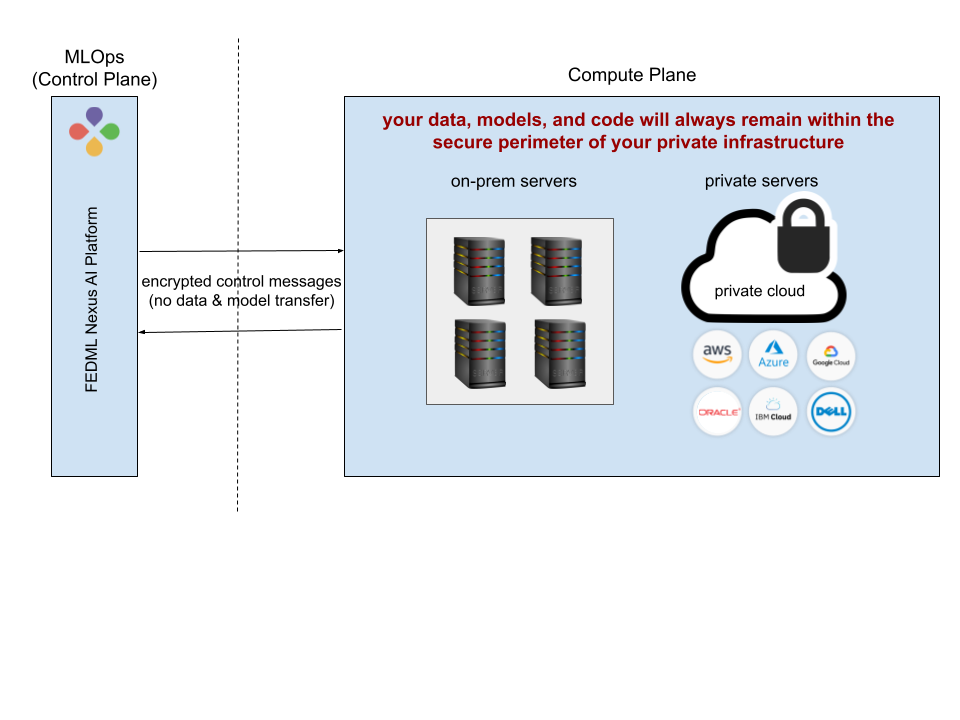 MLOps
(Control Plane)
Compute Plane
FEDML Nexus AI Platform
encrypted control messages
(no data & model transfer)
your data, models, and code will always remain within the
secure perimeter of your private infrastructure
on-prem servers
private servers
private cloud
aws
Azure
Google Cloud
ORACLE
IBM Cloud
DELL